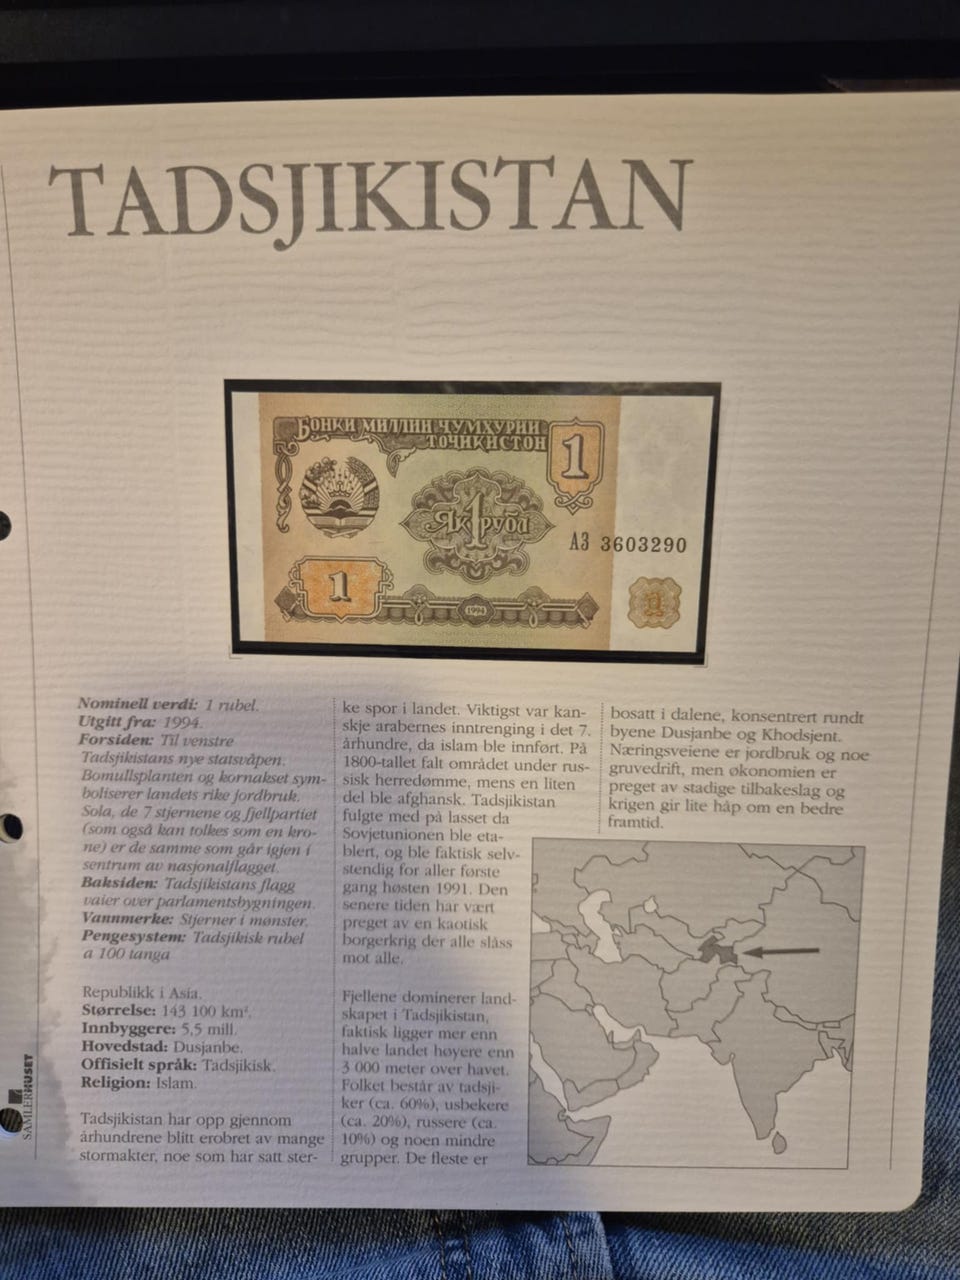 TADSJIKISTAN
БОНКИ МИЛЛИИ ҶУМҲУРИИ
ТОҶИКИСТОН
1
Як 1 рубл
АЗ 3603290
1
1994
1
Nominell verdi: 1 rubel.
Utgitt fra: 1994.
Forsiden: Til venstre
Tadsjikistans nye statsvåpen.
Bomullsplanten og kornakset sym-
boliserer landets rike jordbruk.
Sola, de 7 stjernene og fjellpartiet
(som også kan tolkes som en kro-
ne) er de samme som går igjen i
sentrum av nasjonalflagget.
Baksiden: Tadsjikistans flagg
vaier over parlamentsbygningen.
Vannmerke: Stjerner i mønster.
Pengesystem: Tadsjikisk rubel
a 100 tanga
Republikk i Asia.
Størrelse: 143 100 km².
Innbyggere: 5,5 mill.
Hovedstad: Dusjanbe.
Offisielt språk: Tadsjikisk.
Religion: Islam.
Tadsjikistan har opp gjennom
århundrene blitt erobret av mange
stormakter, noe som har satt ster-
ke spor i landet. Viktigst var kan-
skje arabernes inntrenging i det 7.
århundre, da islam ble innført. På
1800-tallet falt området under rus-
sisk herredømme, mens en liten
del ble afghansk. Tadsjikistan
fulgte med på lasset da
Sovjetunionen ble eta-
blert, og ble faktisk selv-
stendig for aller første
gang høsten 1991. Den
senere tiden har vært
preget av en kaotisk
borgerkrig der alle slåss
mot alle.
Fjellene dominerer land-
skapet i Tadsjikistan,
faktisk ligger mer enn
halve landet høyere enn
3 000 meter over havet.
Folket består av tadsji-
ker (ca. 60%), usbekere
(ca. 20%), russere (ca.
10%) og noen mindre
grupper. De fleste er
bosatt i dalene, konsentrert rundt
byene Dusjanbe og Khodsjent.
Næringsveiene er jordbruk og noe
gruvedrift, men økonomien er
preget av stadige tilbakeslag og
krigen gir lite håp om en bedre
framtid.
SAMLERHUSET